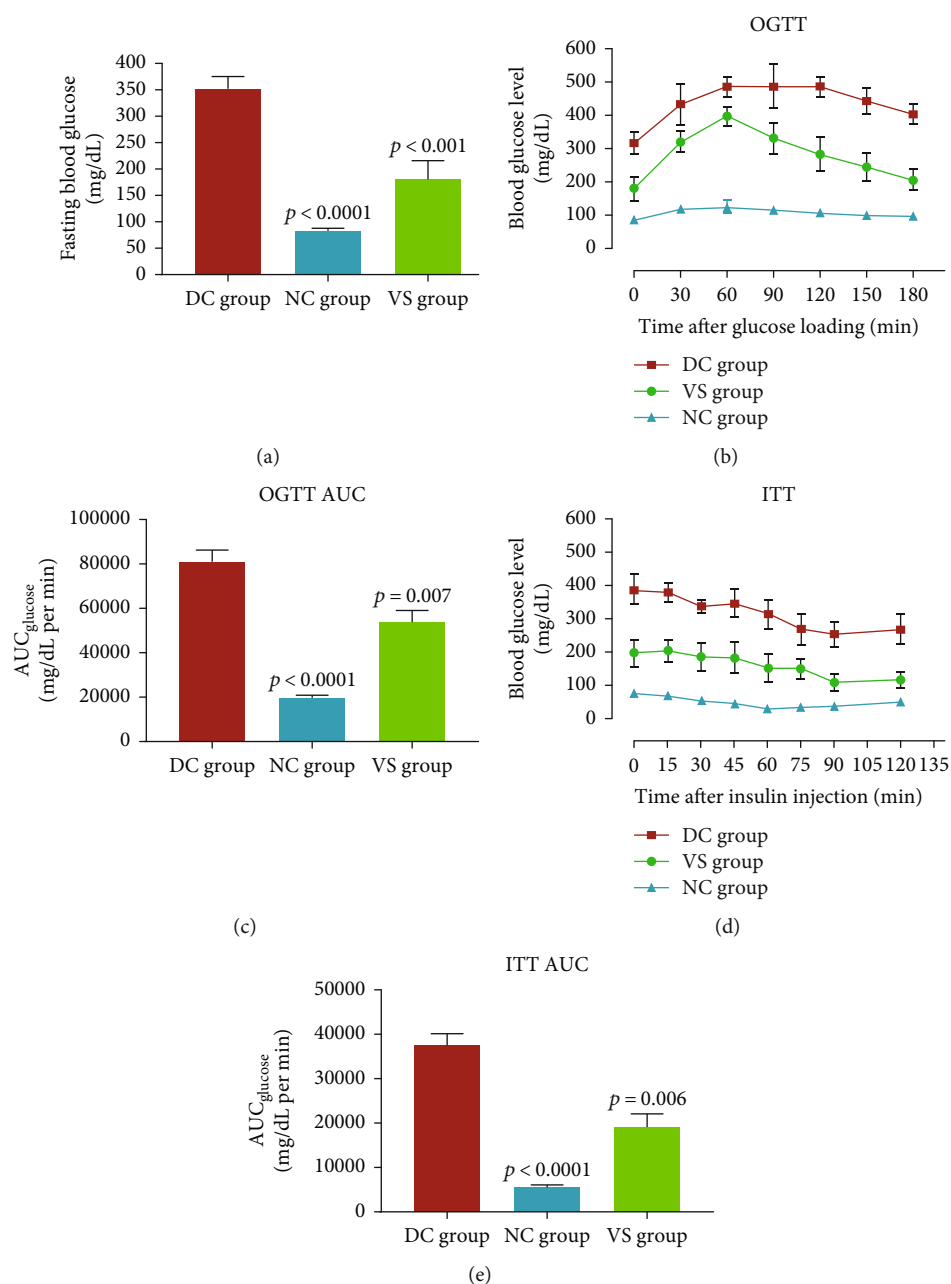 Fasting blood glucose
(mg/dL)
400
350
300
250
200
150
100
50
0
p < 0.0001
p < 0.001
DC group
NC group
VS group
(a)
OGTT
Blood glucose level
(mg/dL)
600
500
400
300
200
100
0
0 30 60 90 120 150 180
Time after glucose loading (min)
DC group
VS group
NC group
(b)
OGTT AUC
AUCglucose
(mg/dL per min)
100000
80000
60000
40000
20000
0
p < 0.0001
p = 0.007
DC group
NC group
VS group
(c)
ITT
Blood glucose level
(mg/dL)
600
500
400
300
200
100
0
0 15 30 45 60 75 90 105 120 135
Time after insulin injection (min)
DC group
VS group
NC group
(d)
ITT AUC
AUCglucose
(mg/dL per min)
50000
40000
30000
20000
10000
0
p < 0.0001
p = 0.006
DC group
NC group
VS group
(e)